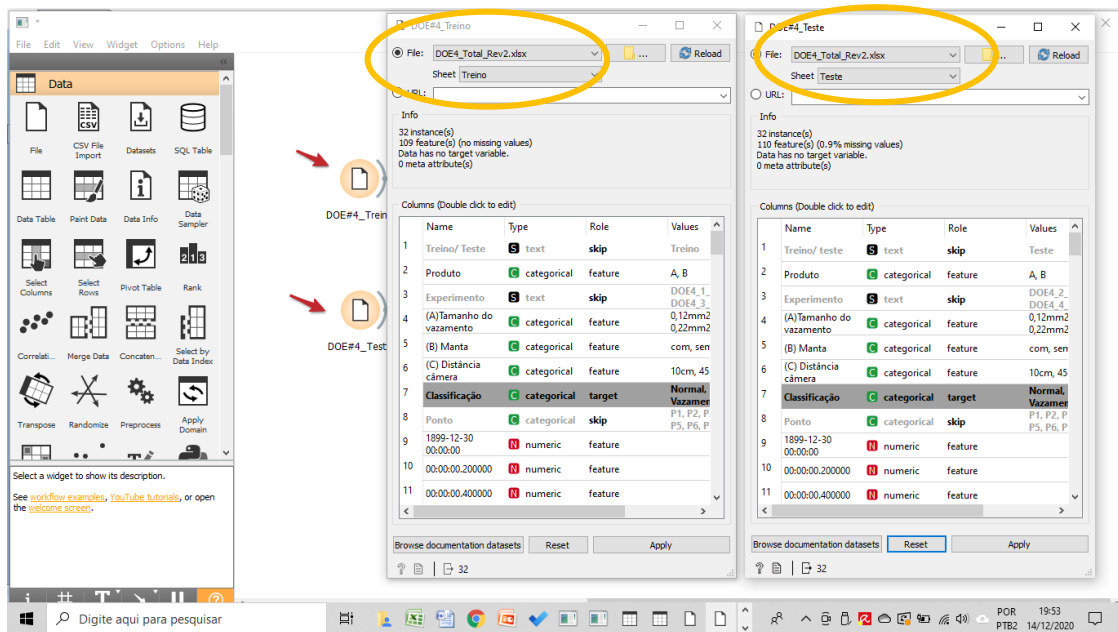 File Edit View Widget Options Help
Data
File
CSV File
Import
Datasets
SQL Table
Data Table
Paint Data
Data Info
Data
Sampler
Select
Columns
Select
Rows
Pivot Table
Rank
Correlati...
Merge Data
Concaten...
Select by
Data Index
Transpose
Randomize
Preprocess
Apply
Domain
Select a widget to show its description.
See workflow examples, YouTube tutorials, or open
the welcome screen.
DOE#4_Trein
DOE#4_Test
DOE#4_Treino
File: DOE4_Total_Rev2.xlsx ... Reload
Sheet Treino
URL:
Info
32 instance(s)
109 feature(s) (no missing values)
Data has no target variable.
0 meta attribute(s)
Columns (Double click to edit)
Name Type Role Values
1 Treino/ Teste S text skip Treino
2 Produto C categorical feature A, B
3 Experimento S text skip DOE4_1_
DOE4_3_
4 (A)Tamanho do vazamento C categorical feature 0,12mm2
0,22mm2
5 (B) Manta C categorical feature com, sem
6 (C) Distância câmera C categorical feature 10cm, 45
7 Classificação C categorical target Normal,
Vazamen
8 Ponto C categorical skip P1, P2, P
P5, P6, P
9 1899-12-30 00:00:00 N numeric feature
10 00:00:00.200000 N numeric feature
11 00:00:00.400000 N numeric feature
Browse documentation datasets Reset Apply
? 32
DOE#4_Teste
File: DOE4_Total_Rev2.xlsx ... Reload
Sheet Teste
URL:
Info
32 instance(s)
110 feature(s) (0.9% missing values)
Data has no target variable.
0 meta attribute(s)
Columns (Double click to edit)
Name Type Role Values
1 Treino/ teste S text skip Teste
2 Produto C categorical feature A, B
3 Experimento S text skip DOE4_2_
DOE4_4_
4 (A)Tamanho do vazamento C categorical feature 0,12mm2
0,22mm2
5 (B) Manta C categorical feature com, sem
6 (C) Distância câmera C categorical feature 10cm, 45
7 Classificação C categorical target Normal,
Vazamen
8 Ponto C categorical skip P1, P2, P
P5, P6, P
9 1899-12-30 00:00:00 N numeric feature
10 00:00:00.200000 N numeric feature
11 00:00:00.400000 N numeric feature
Browse documentation datasets Reset Apply
? 32
Digite aqui para pesquisar
POR
PTB2
19:53
14/12/2020